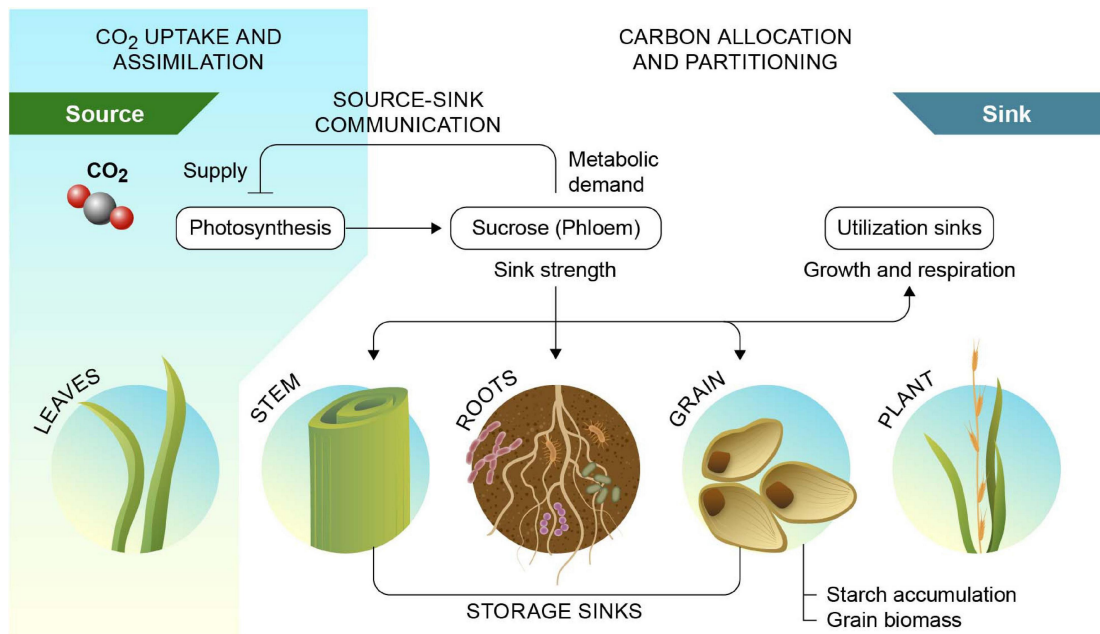 CO₂ UPTAKE AND
ASSIMILATION
CARBON ALLOCATION
AND PARTITIONING
Source
SOURCE-SINK
COMMUNICATION
Sink
CO₂
Supply
Metabolic
demand
Photosynthesis
Sucrose (Phloem)
Utilization sinks
Sink strength
Growth and respiration
LEAVES
STEM
ROOTS
GRAIN
PLANT
STORAGE SINKS
Starch accumulation
Grain biomass